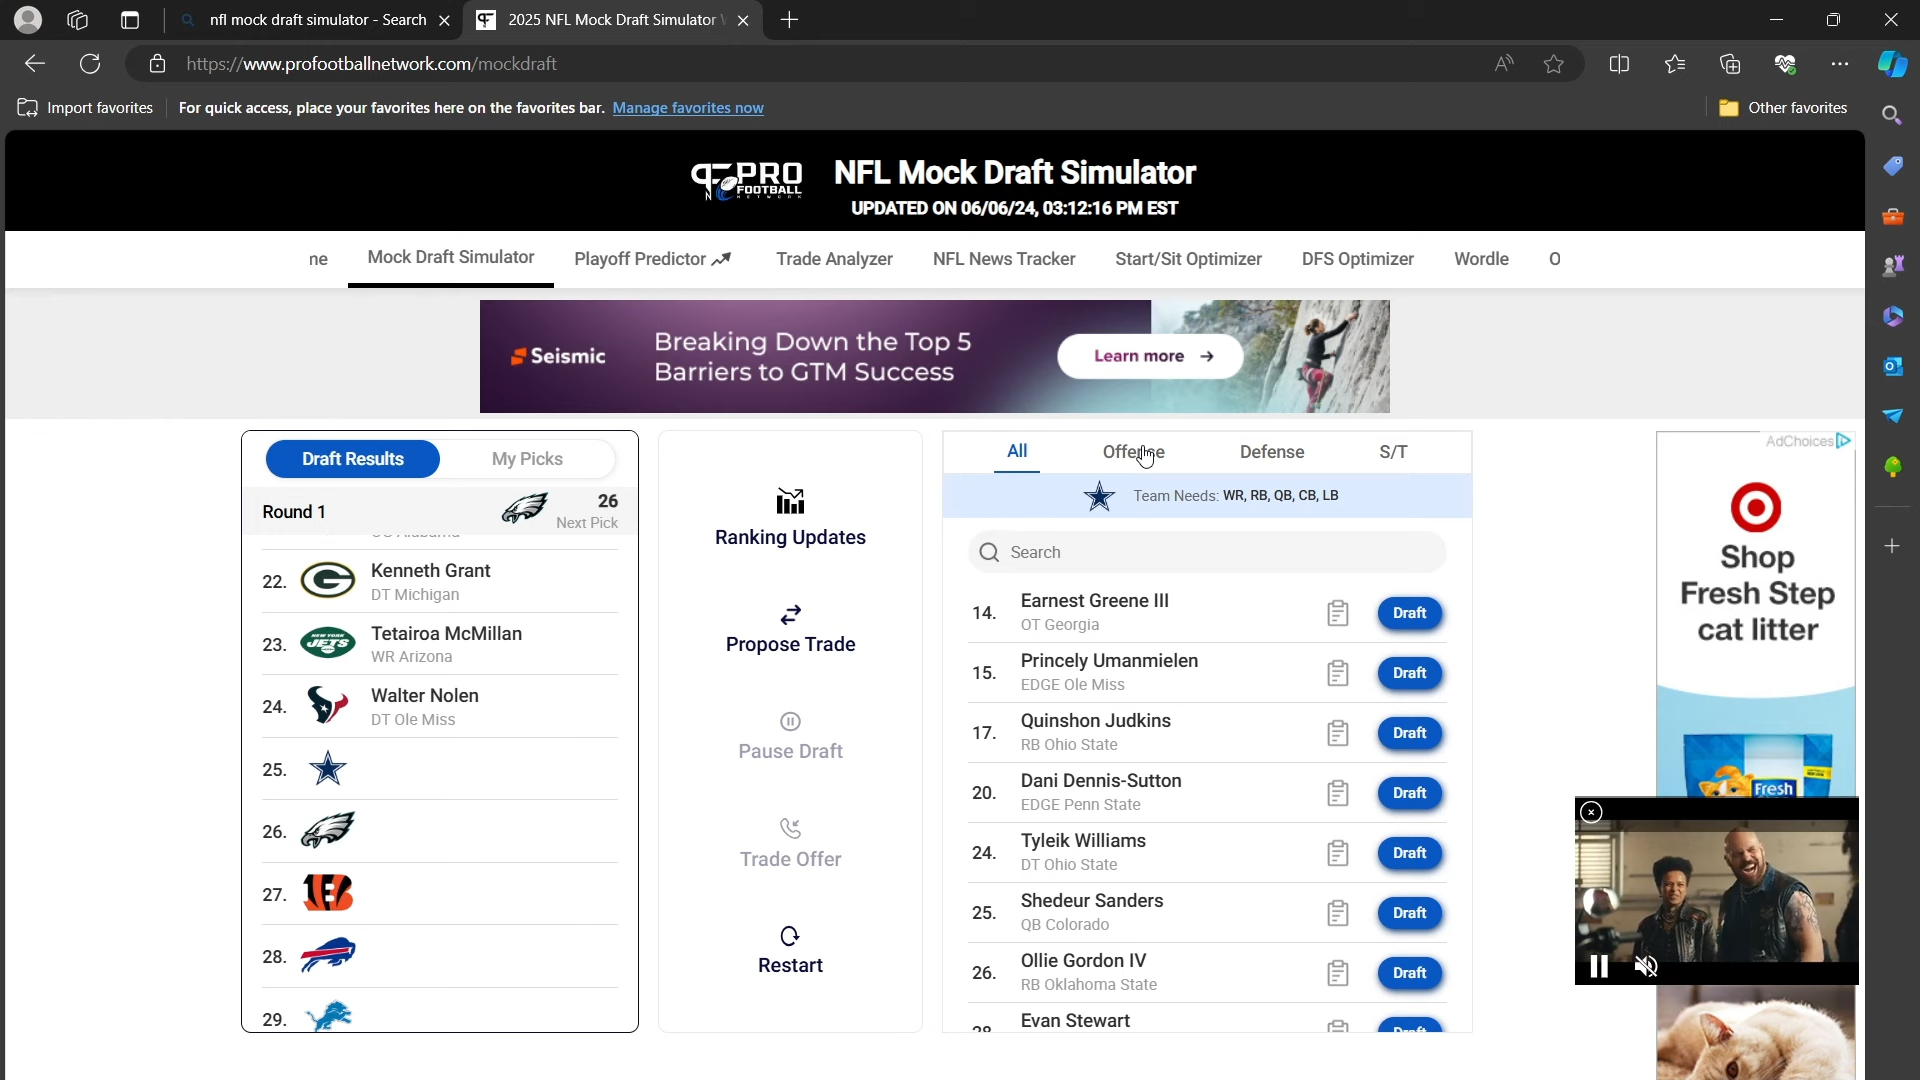 nfl mock draft simulator - Search
2025 NFL Mock Draft Simulator
https://www.profootballnetwork.com/mockdraft
Import favorites
For quick access, place your favorites here on the favorites bar. Manage favorites now
Other favorites
PRO
FOOTBALL
NETWORK
NFL Mock Draft Simulator
UPDATED ON 06/06/24, 03:12:16 PM EST
ne
Mock Draft Simulator
Playoff Predictor
Trade Analyzer
NFL News Tracker
Start/Sit Optimizer
DFS Optimizer
Wordle
O
Seismic
Breaking Down the Top 5
Barriers to GTM Success
Learn more →
Draft Results
My Picks
Round 1
26
Next Pick
22.
Kenneth Grant
DT Michigan
23.
NEW YORK
JETS
Tetairoa McMillan
WR Arizona
24.
Walter Nolen
DT Ole Miss
25.
26.
27.
28.
29.
Ranking Updates
Propose Trade
Pause Draft
Trade Offer
Restart
All
Offense
Defense
S/T
Team Needs: WR, RB, QB, CB, LB
Search
14.
Earnest Greene III
OT Georgia
Draft
15.
Princely Umanmielen
EDGE Ole Miss
Draft
17.
Quinshon Judkins
RB Ohio State
Draft
20.
Dani Dennis-Sutton
EDGE Penn State
Draft
24.
Tyleik Williams
DT Ohio State
Draft
25.
Shedeur Sanders
QB Colorado
Draft
26.
Ollie Gordon IV
RB Oklahoma State
Draft
Evan Stewart
Draft
AdChoices
Shop
Fresh Step
cat litter
Fresh